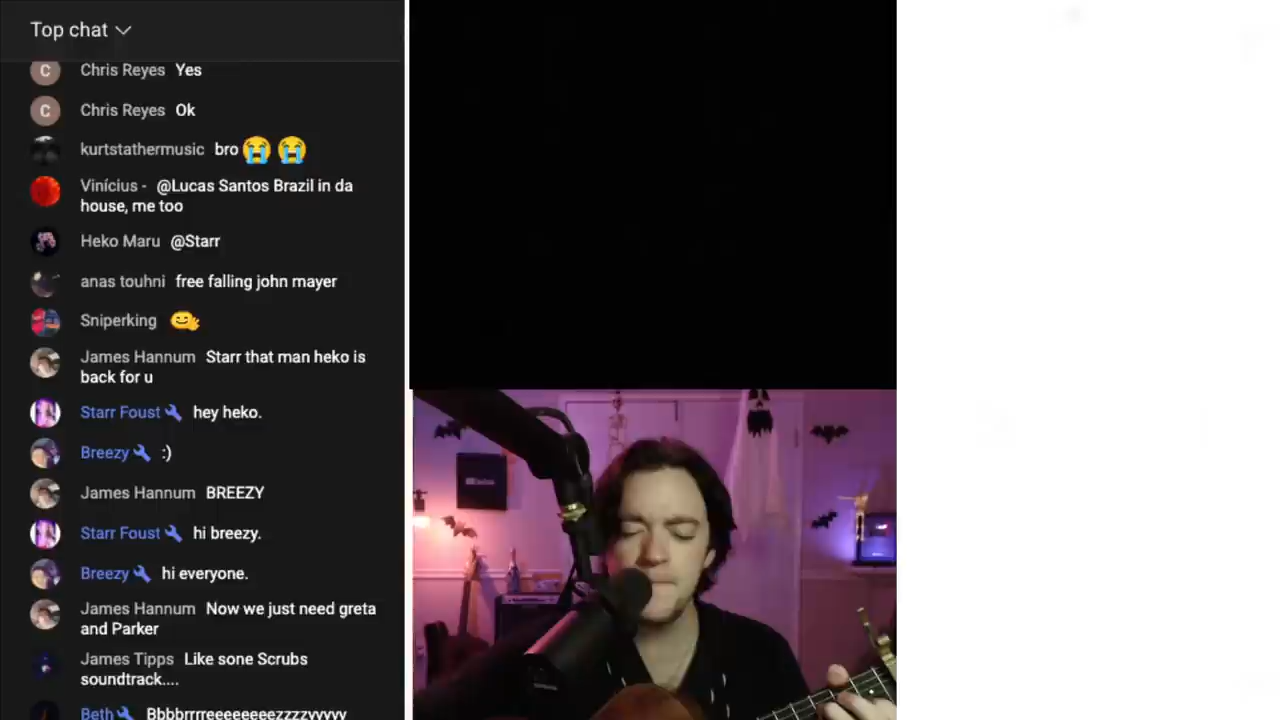 Top chat
Chris Reyes Yes
Chris Reyes Ok
kurtstathermusic bro😭😭
Vinícius - @Lucas Santos Brazil in da
house, me too
Heko Maru @Starr
anas touhni free falling john mayer
Sniperking
James Hannum Starr that man heko is
back for u
Starr Foust hey heko.
Breezy :)
James Hannum BREEZY
Starr Foust hi breezy.
Breezy hi everyone.
James Hannum Now we just need greta
and Parker
James Tipps Like sone Scrubs
soundtrack....
Beth Bbbbrrrreeeeeeeezzzzyyyyy